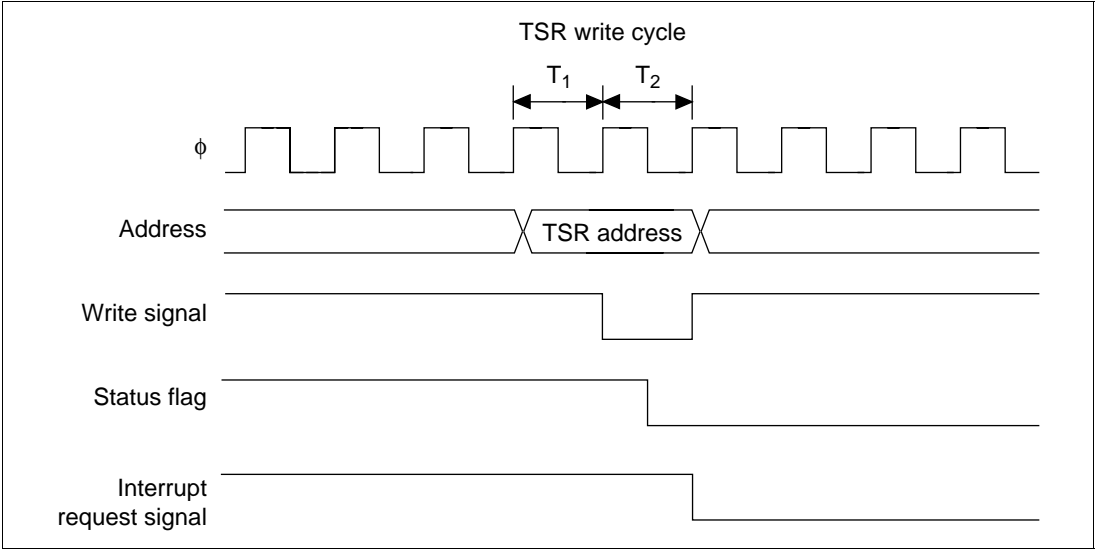 TSR write cycle
T1 T2
ϕ
Address
TSR address
Write signal
Status flag
Interrupt
request signal